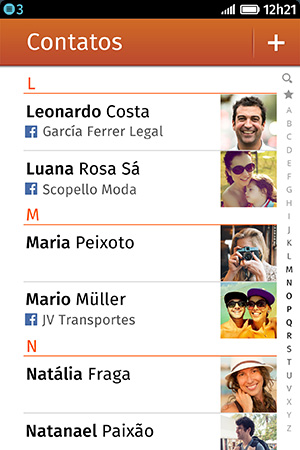 3 12h21
Contatos +
L
Leonardo Costa
García Ferrer Legal
Luana Rosa Sá
Scopello Moda
M
Maria Peixoto
Mario Müller
JV Transportes
N
Natália Fraga
Natanael Paixão
A
B
C
D
E
F
G
H
I
J
K
L
M
N
O
P
Q
R
S
T
U
V
W
X
Y
Z